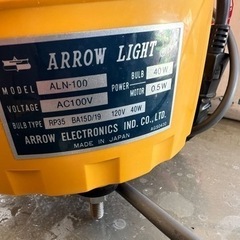 ARROW LIGHT
MODEL ALN-100 BULB 40W
VOLTAGE AC100V POWER MOTOR 0.5W
BULB TYPE RP35 BA15D/19 120V 40W
ARROW ELECTRONICS IND. CO., LTD.
MADE IN JAPAN